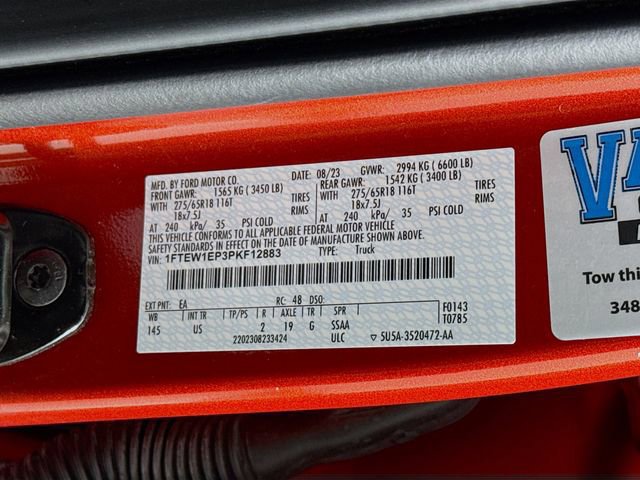 MFD. BY FORD MOTOR CO.
DATE: 08/23 GVWR: 2994 KG ( 6600 LB)
FRONT GAWR: 1565 KG ( 3450 LB) REAR GAWR: 1542 KG ( 3400 LB)
WITH 275/65R18 116T TIRES WITH 275/65R18 116T TIRES
18x7.5J RIMS 18x7.5J RIMS
AT 240 kPa/ 35 PSI COLD AT 240 kPa/ 35 PSI COLD
THIS VEHICLE CONFORMS TO ALL APPLICABLE FEDERAL MOTOR VEHICLE
SAFETY STANDARDS IN EFFECT ON THE DATE OF MANUFACTURE SHOWN ABOVE.
VIN: 1FTEW1EP3PKF12883 TYPE: Truck
EXT PNT: EA RC: 48 DSO: F0143
WB INT TR TP/PS R AXLE TR SPR T0785
145 US 2 19 G SSAA
2202308233424 ULC 5U5A-3520472-AA
Tow this
348